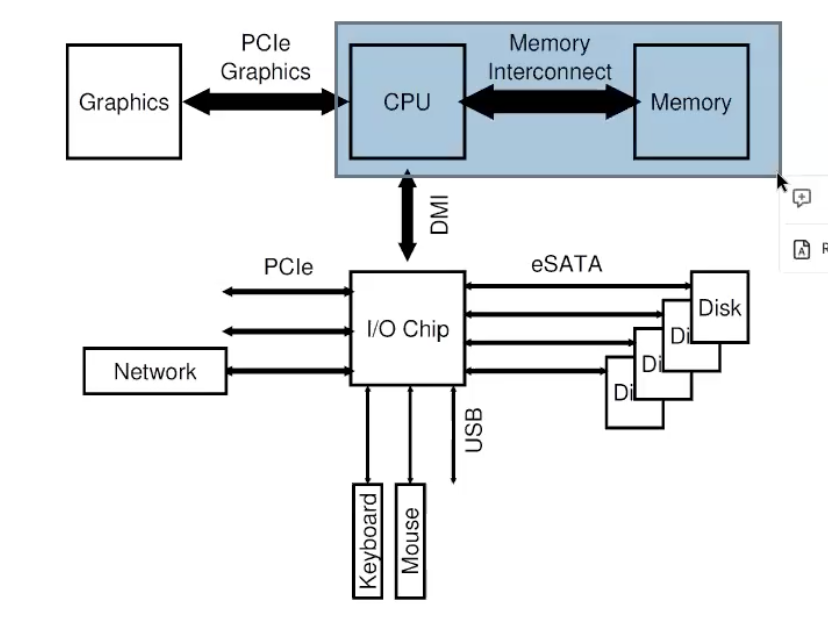 PCIe
Graphics
Memory
Interconnect
Graphics
CPU
Memory
DMI
PCIe
eSATA
I/O Chip
Disk
Di
Di
Di
Network
USB
Keyboard
Mouse
R